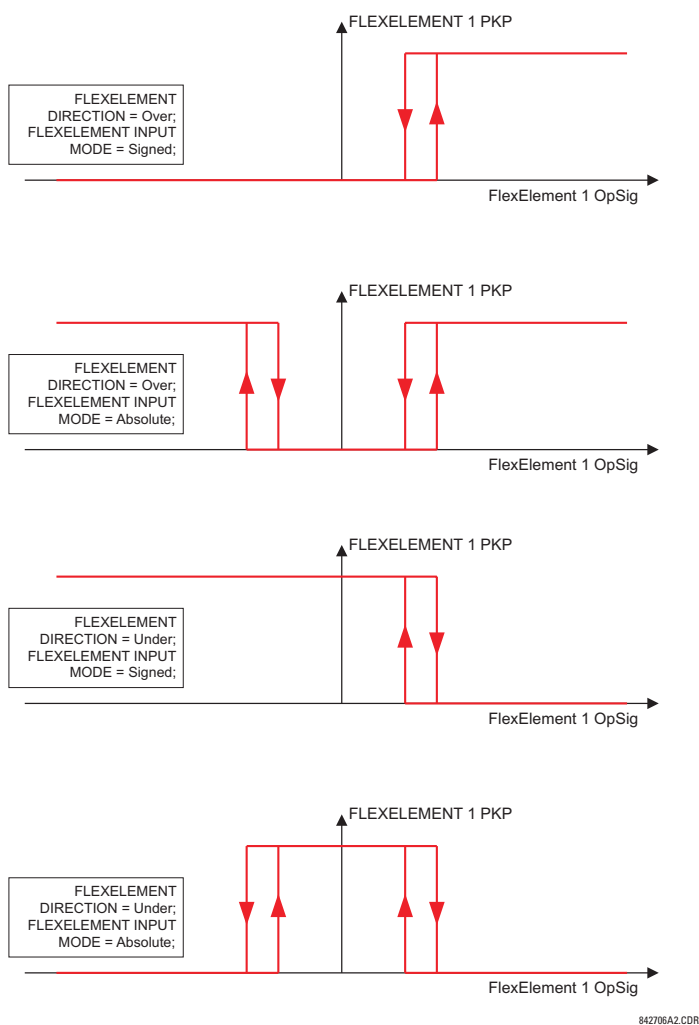 FLEXELEMENT 1 PKP
FLEXELEMENT
DIRECTION = Over;
FLEXELEMENT INPUT
MODE = Signed;
FlexElement 1 OpSig
FLEXELEMENT 1 PKP
FLEXELEMENT
DIRECTION = Over;
FLEXELEMENT INPUT
MODE = Absolute;
FlexElement 1 OpSig
FLEXELEMENT 1 PKP
FLEXELEMENT
DIRECTION = Under;
FLEXELEMENT INPUT
MODE = Signed;
FlexElement 1 OpSig
FLEXELEMENT 1 PKP
FLEXELEMENT
DIRECTION = Under;
FLEXELEMENT INPUT
MODE = Absolute;
FlexElement 1 OpSig
842706A2.CDR